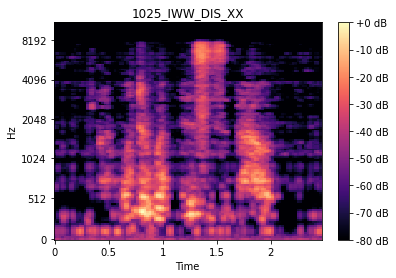 1025_IWW_DIS_XX
+0 dB
8192
-10 dB
4096
-20 dB
-30 dB
2048
-40 dB
Hz
1024
-50 dB
512
-60 dB
-70 dB
0
-80 dB
0
0.5
1
1.5
2
Time